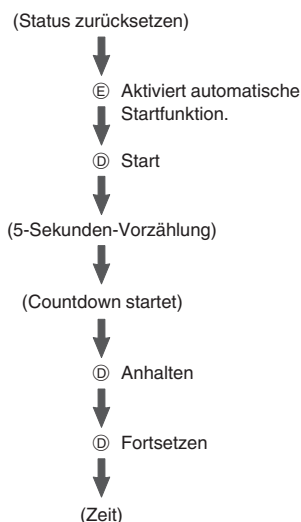 (Status zurücksetzen)
Ⓔ Aktiviert automatische
Startfunktion.
Ⓓ Start
(5-Sekunden-Vorzählung)
(Countdown startet)
Ⓓ Anhalten
Ⓓ Fortsetzen
(Zeit)